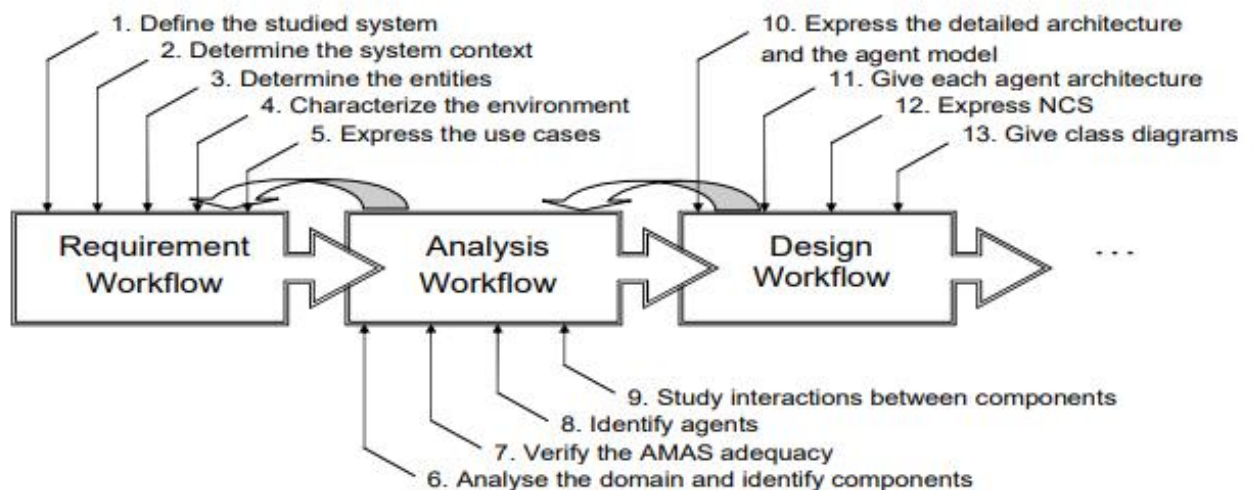 1. Define the studied system
2. Determine the system context
3. Determine the entities
4. Characterize the environment
5. Express the use cases
10. Express the detailed architecture
and the agent model
11. Give each agent architecture
12. Express NCS
13. Give class diagrams
Requirement
Workflow
Analysis
Workflow
Design
Workflow
...
9. Study interactions between components
8. Identify agents
7. Verify the AMAS adequacy
6. Analyse the domain and identify components